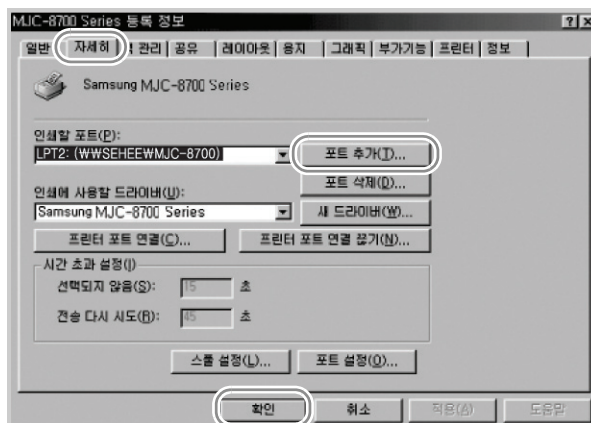 MJC-8700 Series 등록 정보
일반 자세히 관리 공유 레이아웃 용지 그래픽 부가기능 프린터 정보
Samsung MJC-8700 Series
인쇄할 포트(P):
LPT2: (₩₩SEHEE₩MJC-8700)
포트 추가(T)...
포트 삭제(D)...
인쇄에 사용할 드라이버(U):
Samsung MJC-8700 Series
새 드라이버(W)...
프린터 포트 연결(C)... 프린터 포트 연결 끊기(N)...
시간 초과 설정(I)
선택되지 않음(S): 15 초
전송 다시 시도(R): 45 초
스풀 설정(L)... 포트 설정(O)...
확인 취소 적용(A) 도움말